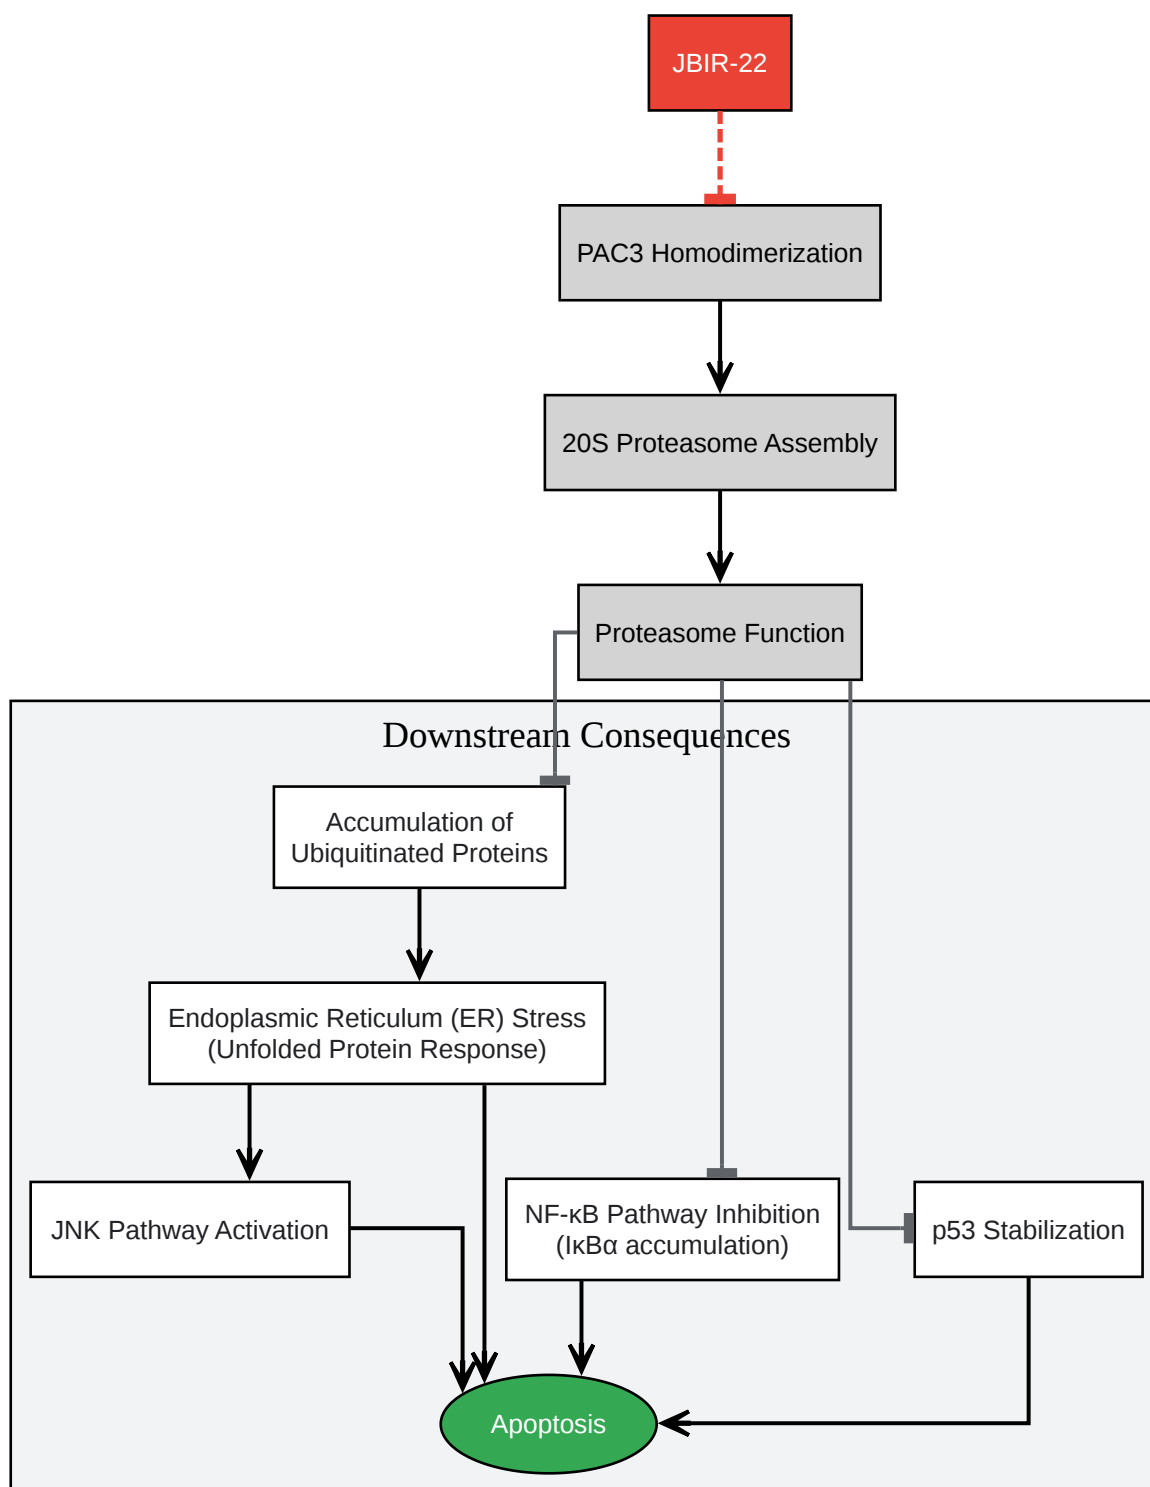 JBIR-22
PAC3 Homodimerization
20S Proteasome Assembly
Proteasome Function
Downstream Consequences
Accumulation of
Ubiquitinated Proteins
Endoplasmic Reticulum (ER) Stress
(Unfolded Protein Response)
JNK Pathway Activation
NF-κB Pathway Inhibition
(IκBα accumulation)
p53 Stabilization
Apoptosis